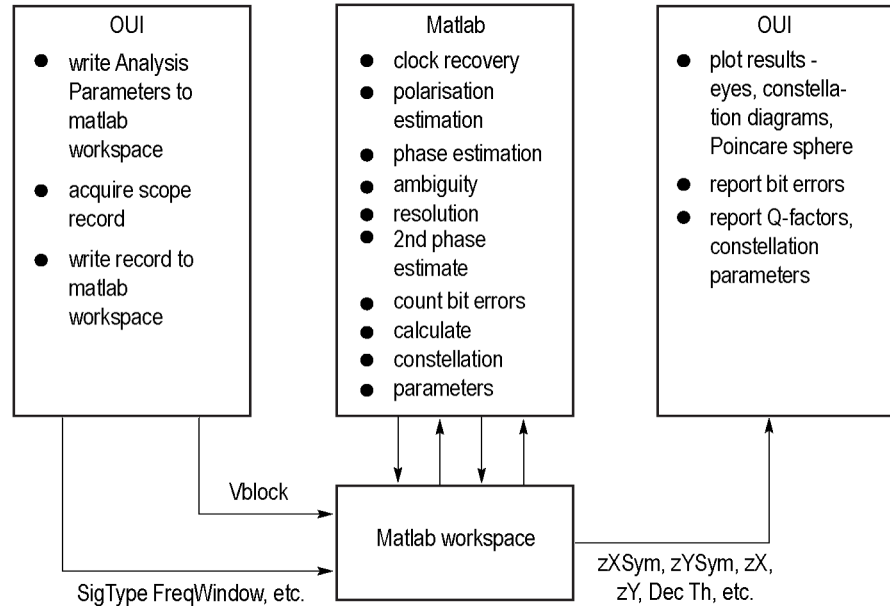 OUI
● write Analysis
Parameters to
matlab
workspace
● acquire scope
record
● write record to
matlab
workspace
Matlab
● clock recovery
● polarisation
estimation
● phase estimation
● ambiguity
● resolution
● 2nd phase
estimate
● count bit errors
● calculate
● constellation
● parameters
OUI
● plot results -
eyes, constella-
tion diagrams,
Poincare sphere
● report bit errors
● report Q-factors,
constellation
parameters
Vblock
Matlab workspace
SigType FreqWindow, etc.
zXSym, zYSym, zX,
zY, Dec Th, etc.